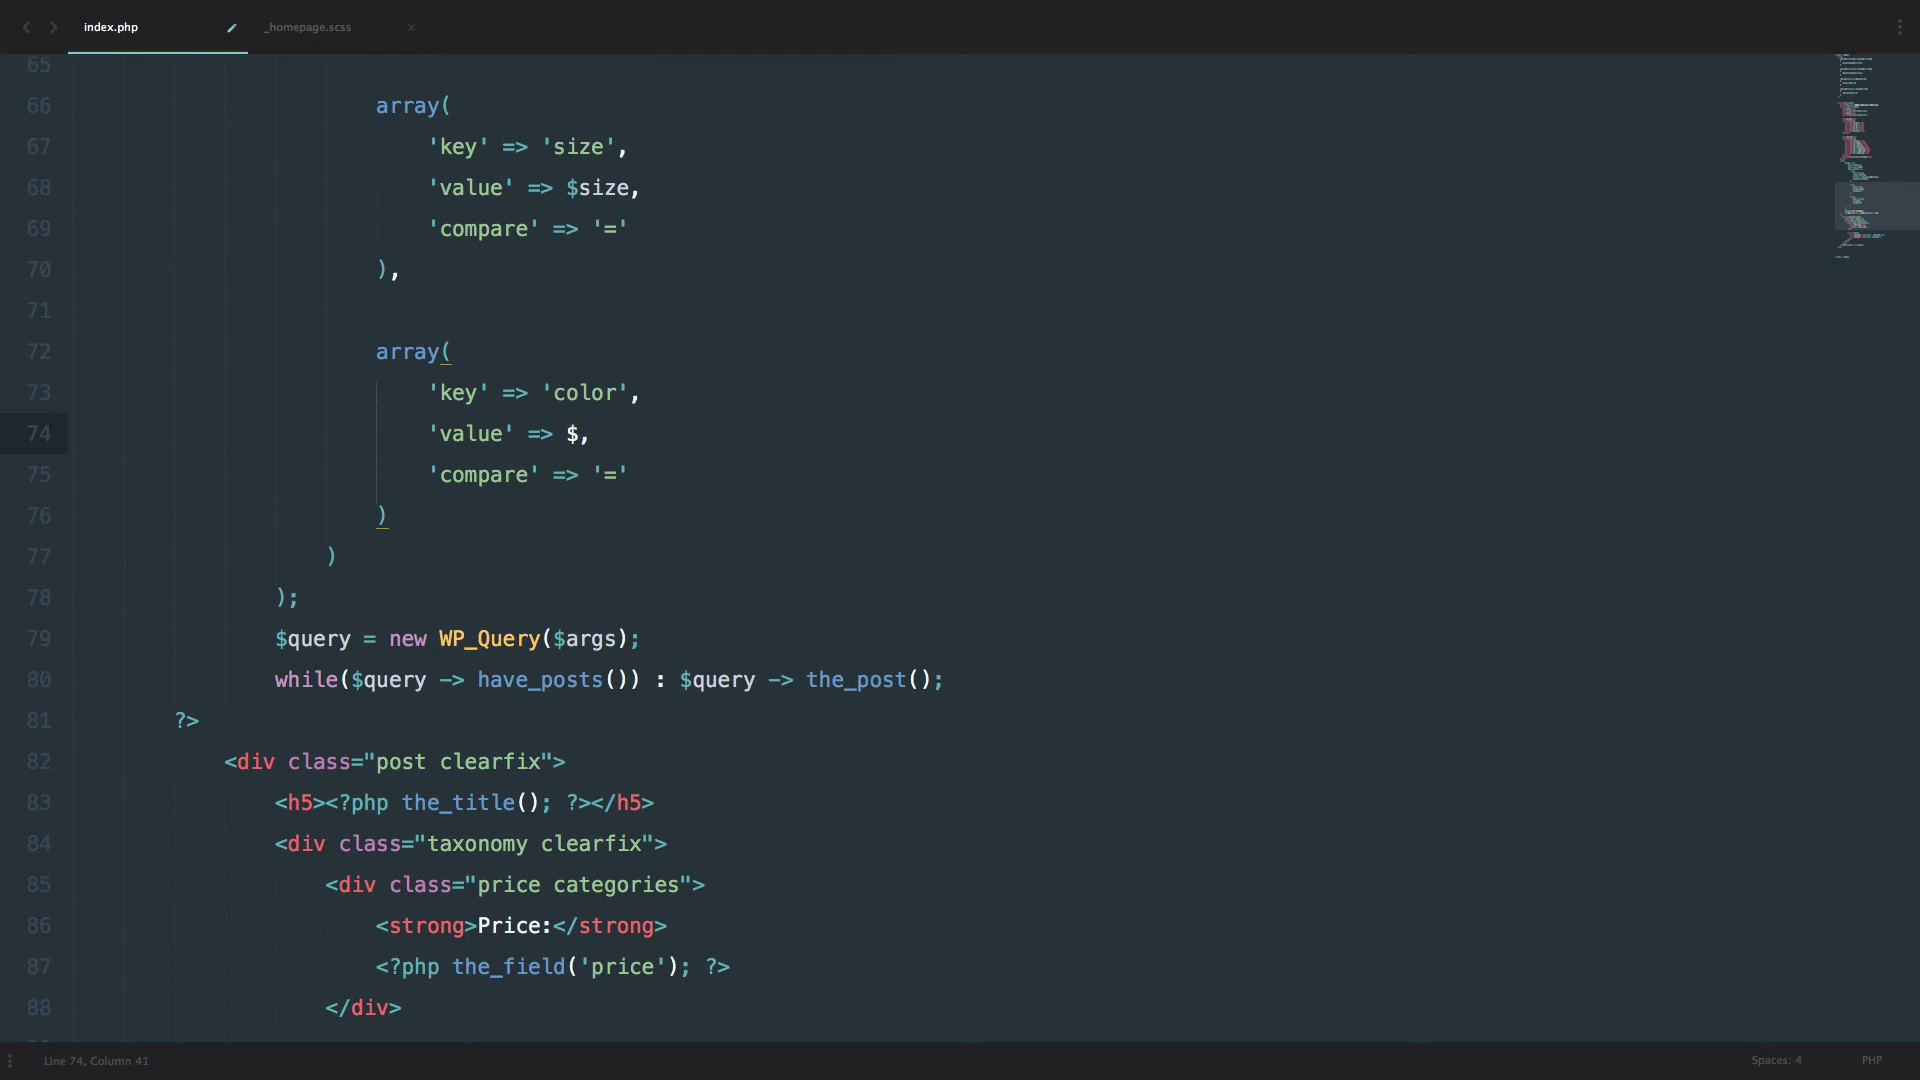 index.php
_homepage.scss
65
66 array(
67 'key' => 'size',
68 'value' => $size,
69 'compare' => '='
70 ),
71
72 array(
73 'key' => 'color',
74 'value' => $,
75 'compare' => '='
76 )
77 )
78 );
79 $query = new WP_Query($args);
80 while($query -> have_posts()) : $query -> the_post();
81 ?>
82 <div class="post clearfix">
83 <h5><?php the_title(); ?></h5>
84 <div class="taxonomy clearfix">
85 <div class="price categories">
86 <strong>Price:</strong>
87 <?php the_field('price'); ?>
88 </div>
Line 74, Column 41
Spaces: 4
PHP